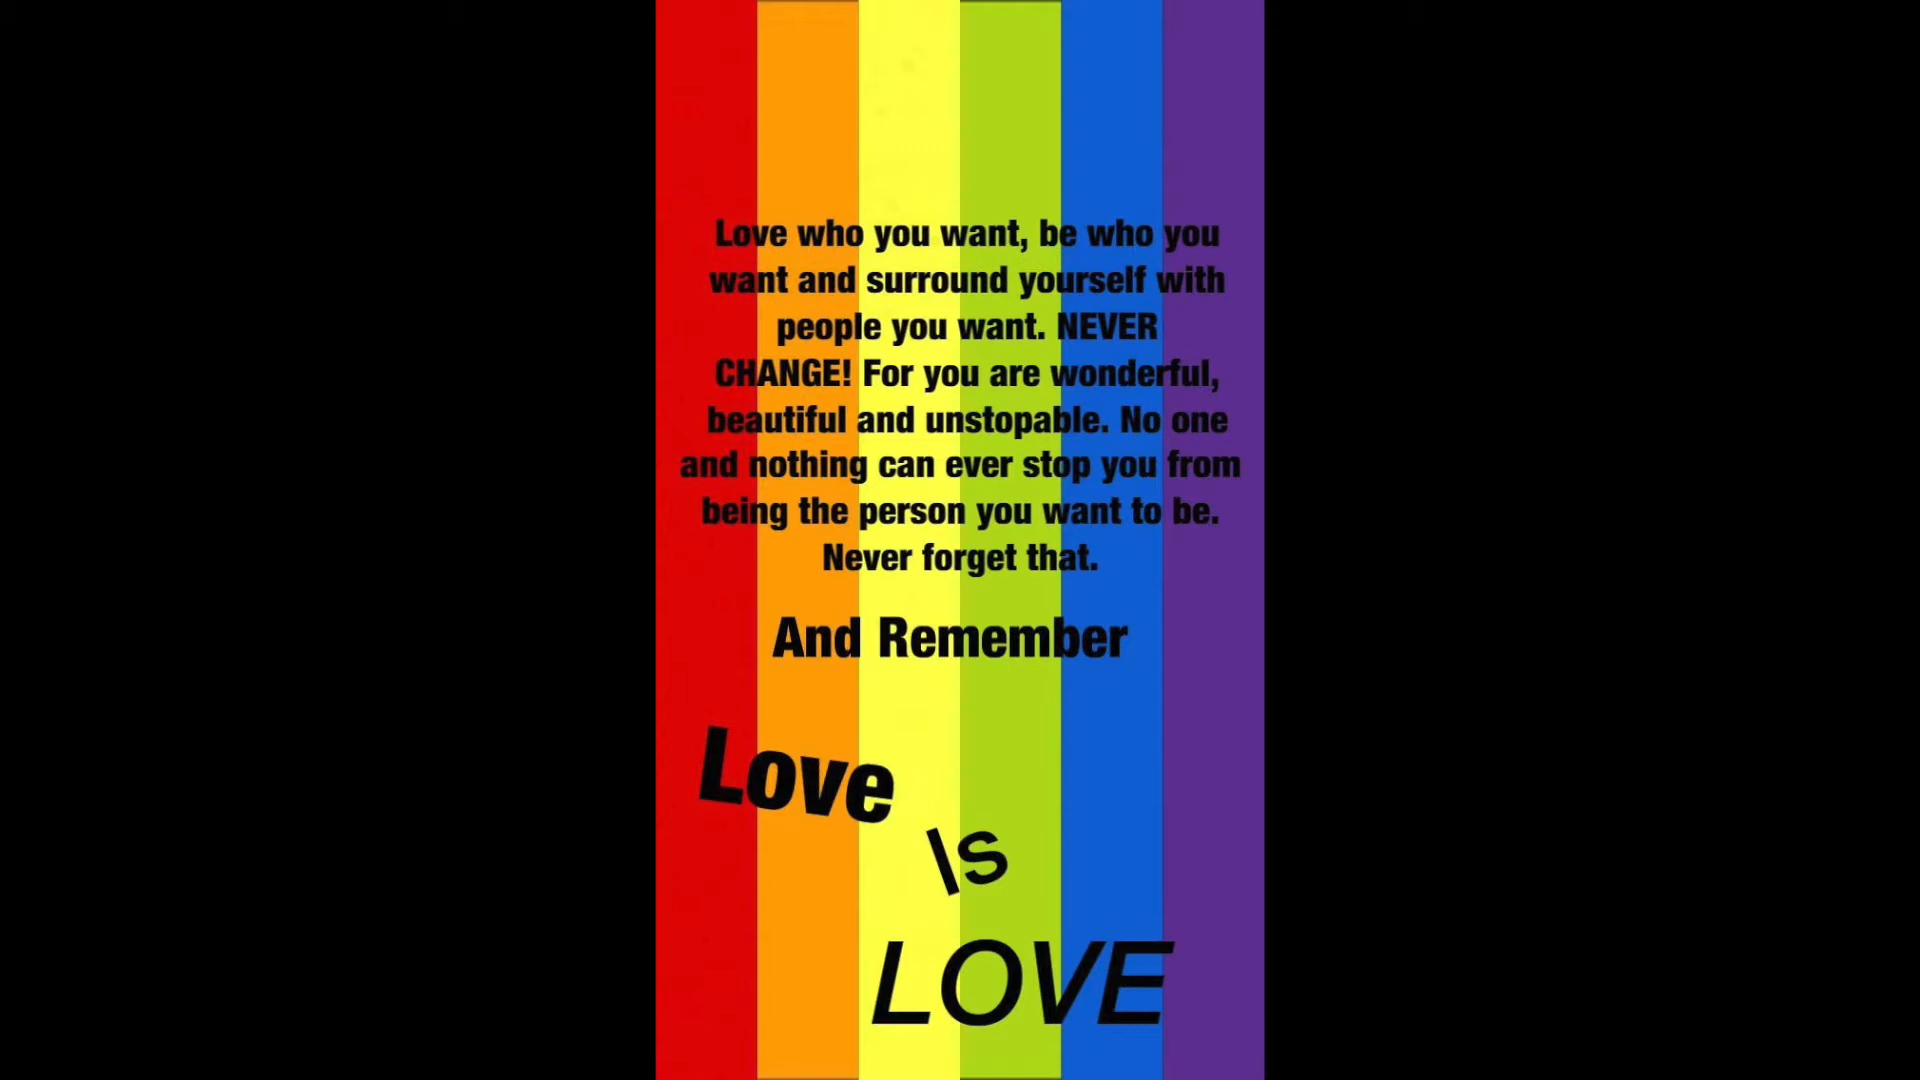 Love who you want, be who you
want and surround yourself with
people you want. NEVER
CHANGE! For you are wonderful,
beautiful and unstopable. No one
and nothing can ever stop you from
being the person you want to be.
Never forget that.
And Remember
Love
Is
LOVE